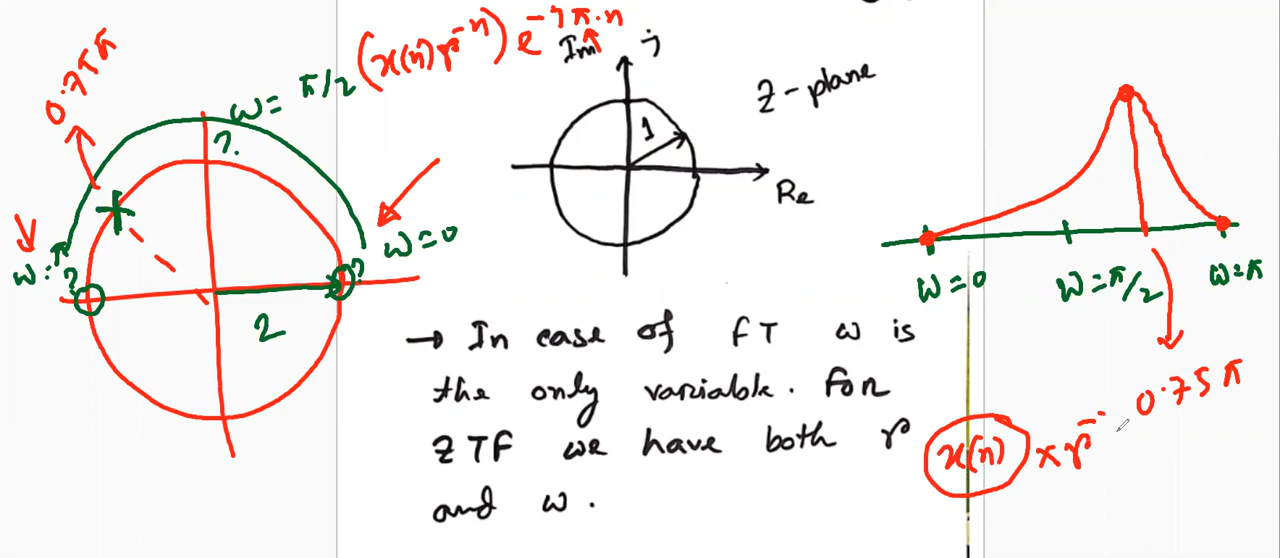 0.75π
ω= π/2
(x(n)r⁻ⁿ) e⁻ʲπ·ⁿ
?.
ω=π
?
ω=0
?
2
Im
j
1
Z-plane
Re
→ In case of FT ω is
the only variable. For
ZTF we have both r
and ω.
ω=0
ω=π/2
ω=π
0.75π
x(n) × r⁻